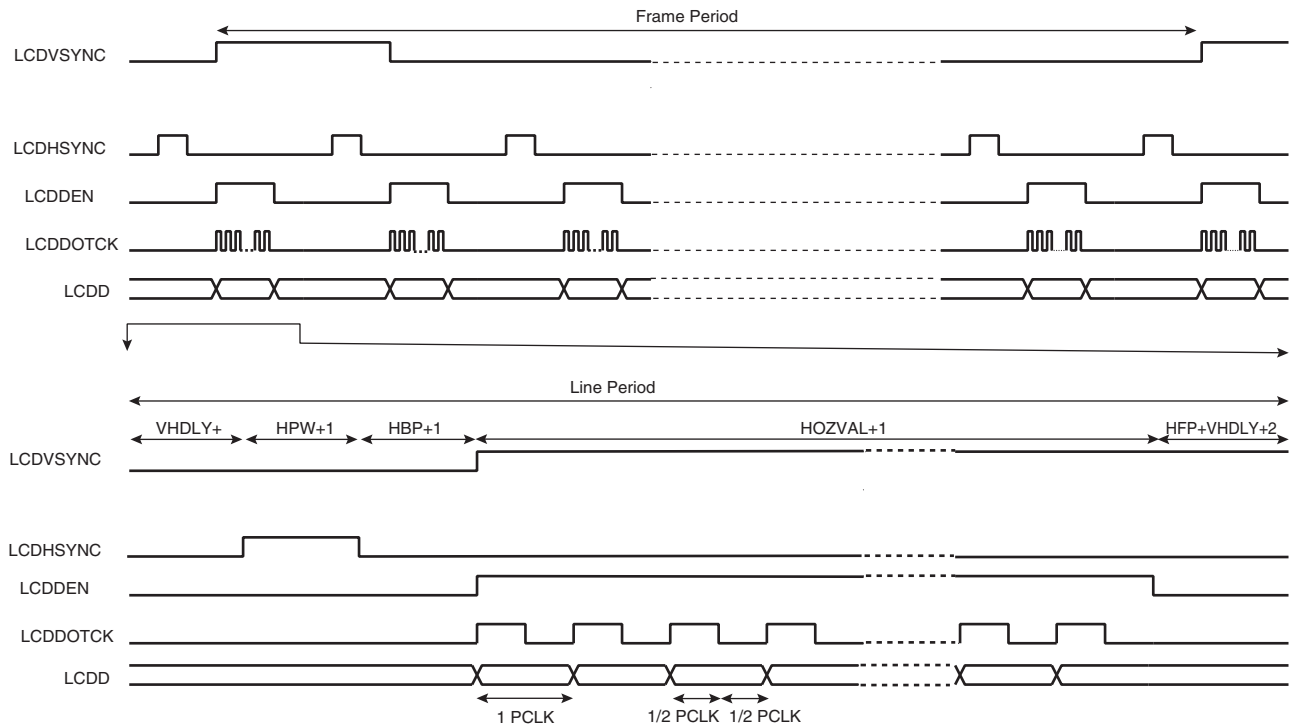 Frame Period
LCDVSYNC
LCDHSYNC
LCDDEN
LCDDOTCK
LCDD
Line Period
VHDLY+ HPW+1 HBP+1 HOZVAL+1 HFP+VHDLY+2
LCDVSYNC
LCDHSYNC
LCDDEN
LCDDOTCK
LCDD
1 PCLK 1/2 PCLK 1/2 PCLK